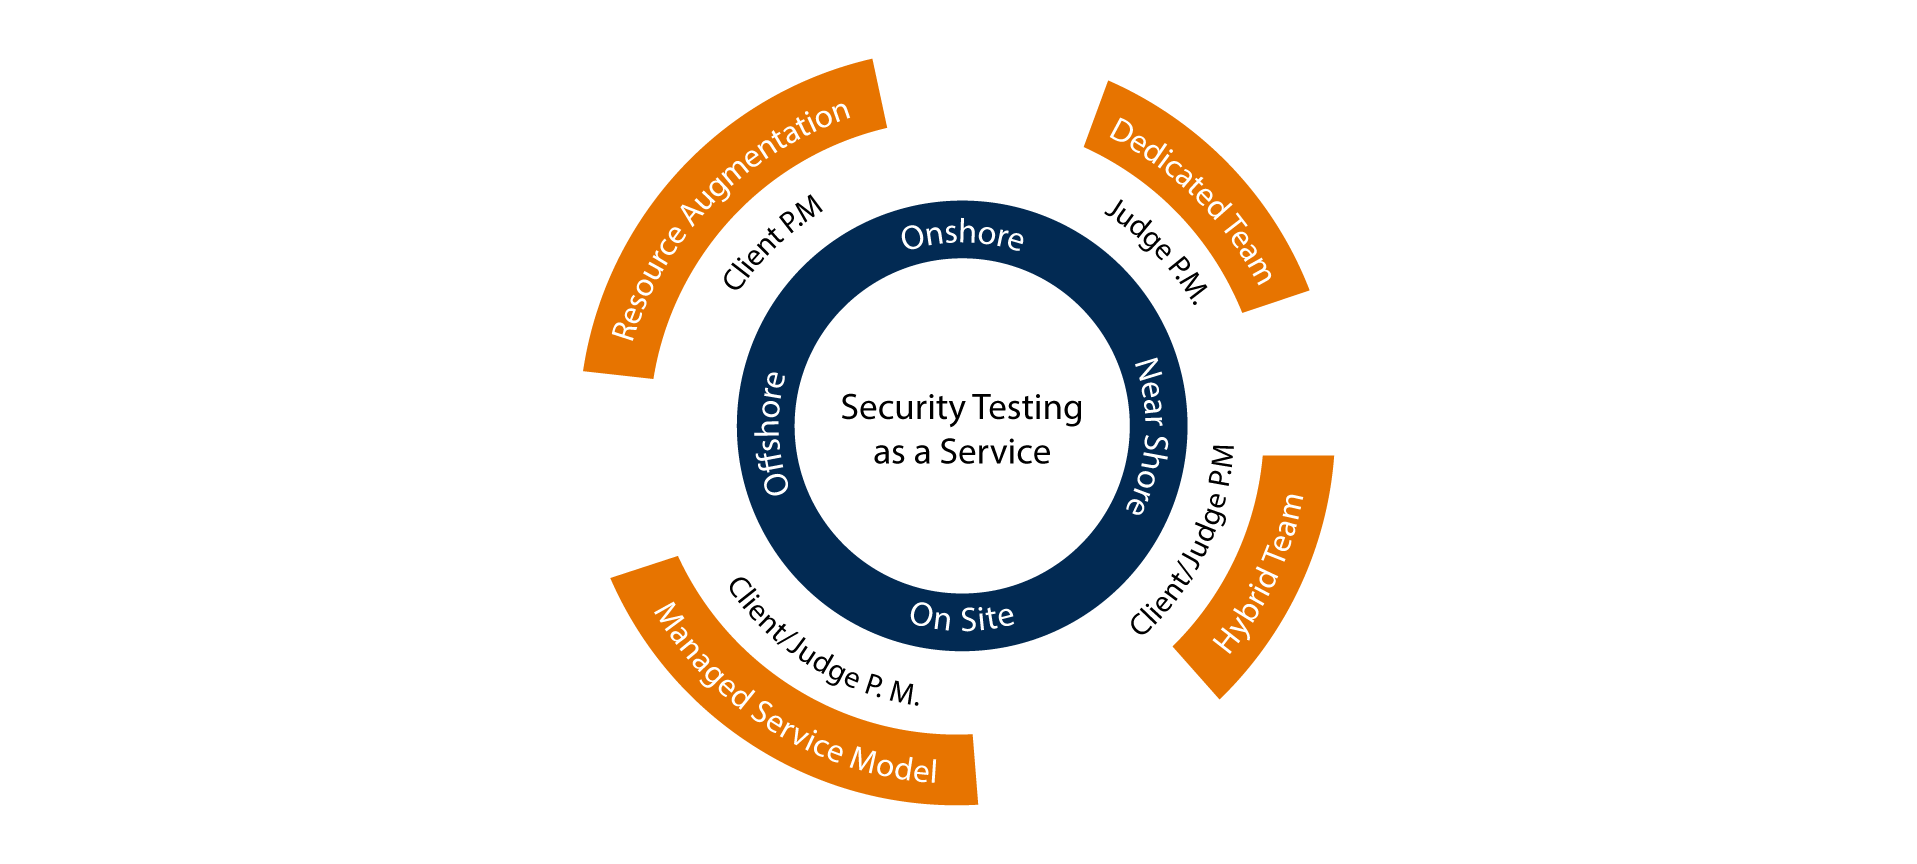 Resource Augmentation
Client P.M
Dedicated Team
Judge P.M.
Onshore
Offshore
Near Shore
On Site
Security Testing
as a Service
Client/Judge P.M
Hybrid Team
Client/Judge P. M.
Managed Service Model